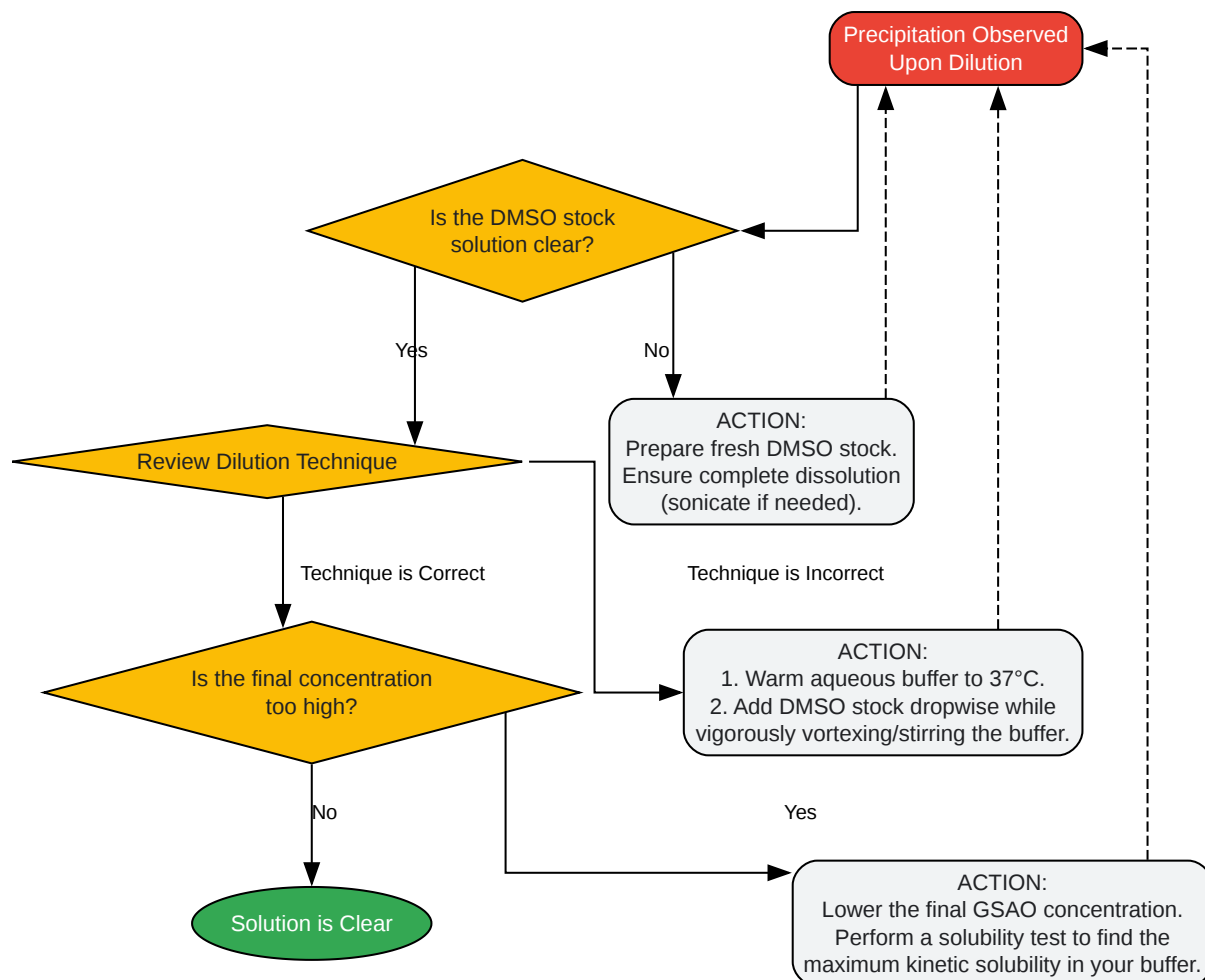 Precipitation Observed
Upon Dilution
Is the DMSO stock
solution clear?
Yes
No
ACTION:
Prepare fresh DMSO stock.
Ensure complete dissolution
(sonicate if needed).
Review Dilution Technique
Technique is Correct
Technique is Incorrect
ACTION:
1. Warm aqueous buffer to 37°C.
2. Add DMSO stock dropwise while
vigorously vortexing/stirring the buffer.
Is the final concentration
too high?
No
Yes
Solution is Clear
ACTION:
Lower the final GSAO concentration.
Perform a solubility test to find the
maximum kinetic solubility in your buffer.